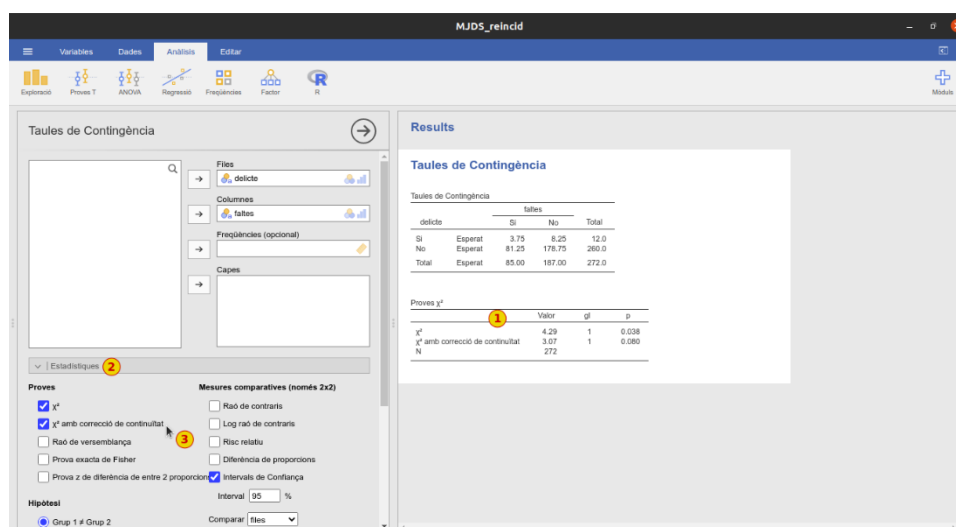 MJDS_reincid
Variables Dades Anàlisis Editar
Exploració Proves T ANOVA Regressió Freqüències Factor R Mòduls
Taules de Contingència
Files
delicte
Columnes
faltes
Freqüències (opcional)
Capes
Estadístiques 2
Proves Mesures comparatives (només 2x2)
χ² Raó de contraris
χ² amb correcció de continuïtat 3 Log raó de contraris
Raó de versemblança Risc relatiu
Prova exacta de Fisher Diferència de proporcions
Prova z de diferència de entre 2 proporcions Intervals de Confiança
Interval 95 %
Hipòtesi
Grup 1 ≠ Grup 2 Comparar files
Results
Taules de Contingència
Taules de Contingència
faltes
delicte Sí No Total
Sí Esperat 3.75 8.25 12.0
No Esperat 81.25 178.75 260.0
Total Esperat 85.00 187.00 272.0
Proves χ²
1 Valor gl p
χ² 4.29 1 0.038
χ² amb correcció de continuïtat 3.07 1 0.080
N 272